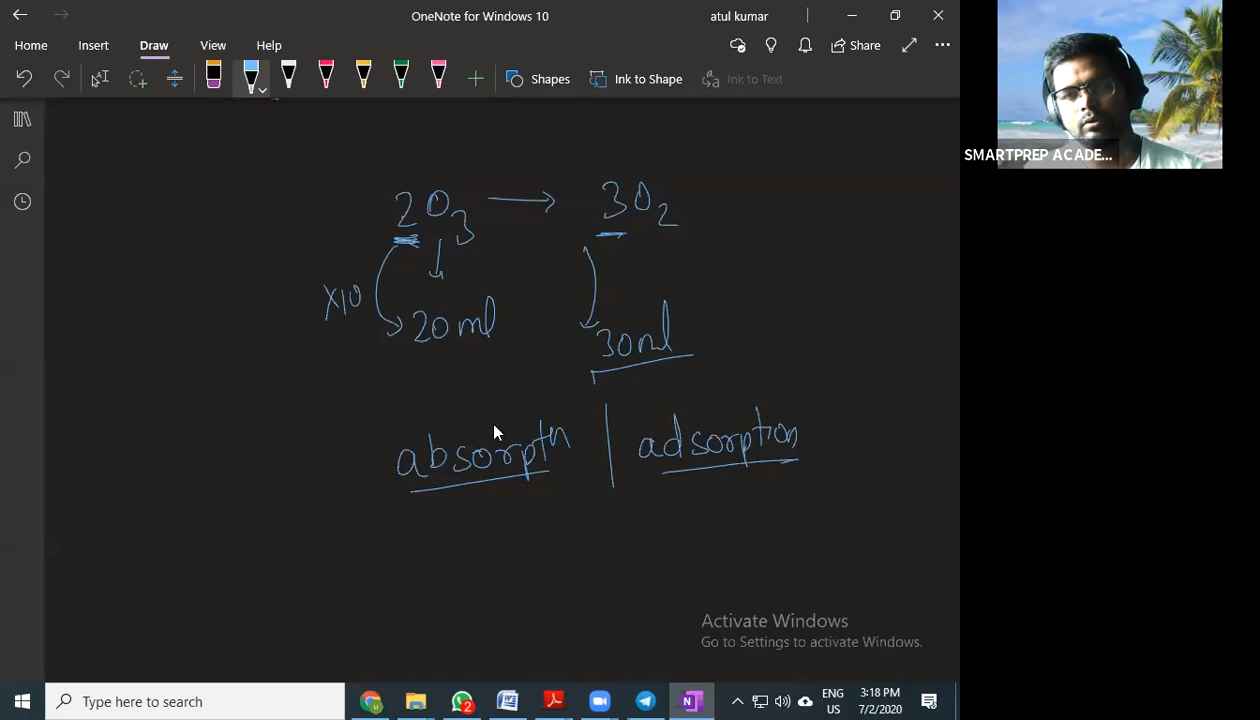 OneNote for Windows 10
atul kumar
Home Insert Draw View Help
Share
Shapes Ink to Shape Ink to Text
SMARTPREP ACADE...
2O3 → 3O2
X10
20ml
30ml
absorptn | adsorption
Activate Windows
Go to Settings to activate Windows.
Type here to search
2
W
N
ENG
US
3:18 PM
7/2/2020